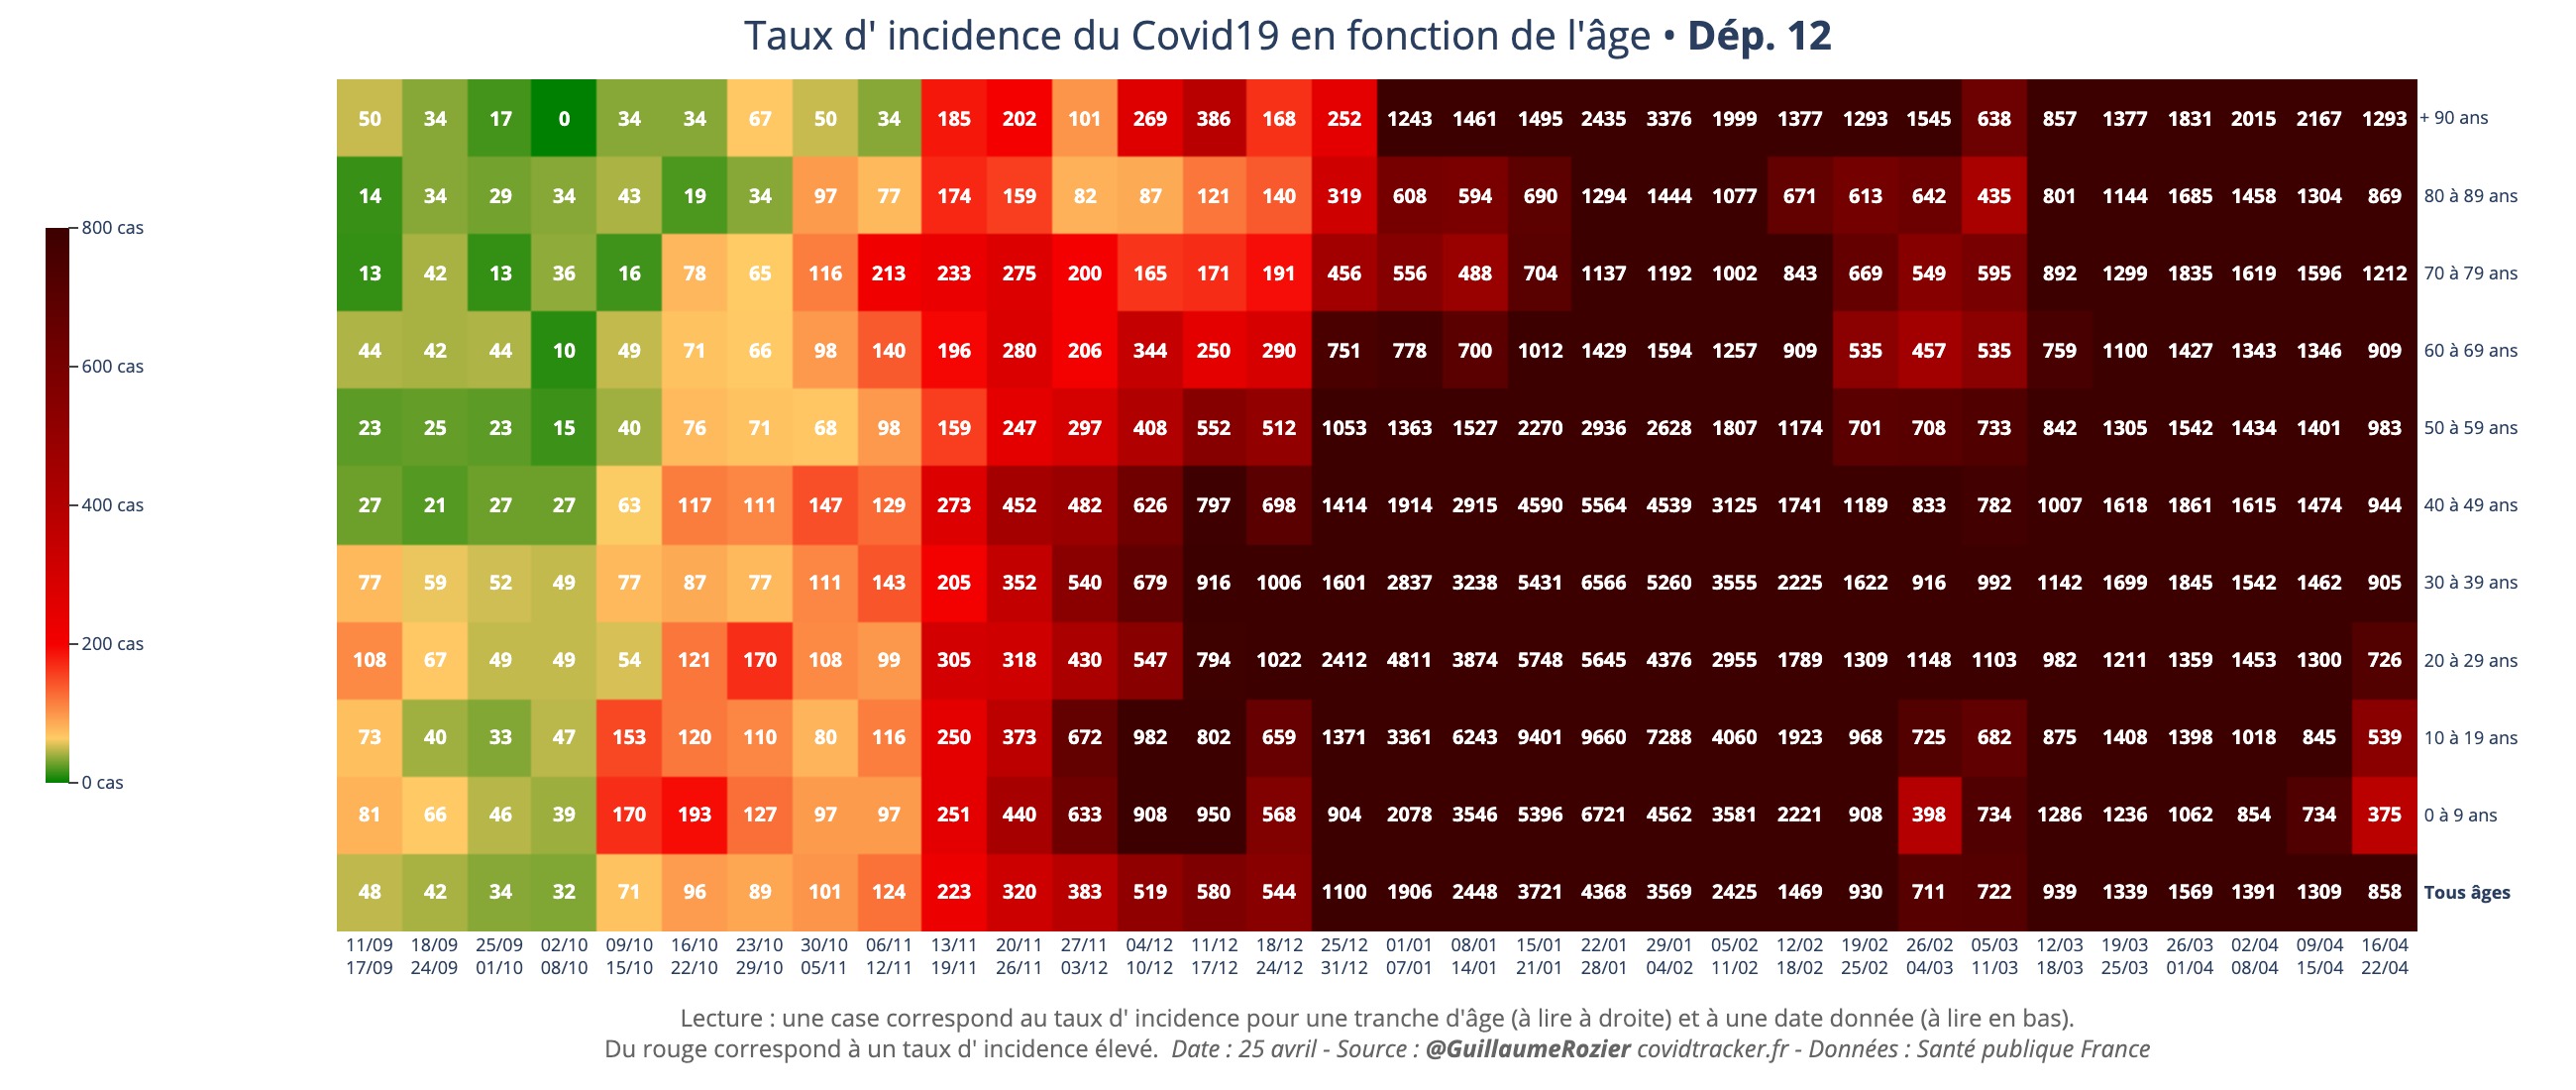 Taux d' incidence du Covid19 en fonction de l'âge • Dép. 12
50 34 17 0 34 34 67 50 34 185 202 101 269 386 168 252 1243 1461 1495 2435 3376 1999 1377 1293 1545 638 857 1377 1831 2015 2167 1293 + 90 ans
14 34 29 34 43 19 34 97 77 174 159 82 87 121 140 319 608 594 690 1294 1444 1077 671 613 642 435 801 1144 1685 1458 1304 869 80 à 89 ans
800 cas
13 42 13 36 16 78 65 116 213 233 275 200 165 171 191 456 556 488 704 1137 1192 1002 843 669 549 595 892 1299 1835 1619 1596 1212 70 à 79 ans
44 42 44 10 49 71 66 98 140 196 280 206 344 250 290 751 778 700 1012 1429 1594 1257 909 535 457 535 759 1100 1427 1343 1346 909 60 à 69 ans
600 cas
23 25 23 15 40 76 71 68 98 159 247 297 408 552 512 1053 1363 1527 2270 2936 2628 1807 1174 701 708 733 842 1305 1542 1434 1401 983 50 à 59 ans
400 cas
27 21 27 27 63 117 111 147 129 273 452 482 626 797 698 1414 1914 2915 4590 5564 4539 3125 1741 1189 833 782 1007 1618 1861 1615 1474 944 40 à 49 ans
77 59 52 49 77 87 77 111 143 205 352 540 679 916 1006 1601 2837 3238 5431 6566 5260 3555 2225 1622 916 992 1142 1699 1845 1542 1462 905 30 à 39 ans
200 cas
108 67 49 49 54 121 170 108 99 305 318 430 547 794 1022 2412 4811 3874 5748 5645 4376 2955 1789 1309 1148 1103 982 1211 1359 1453 1300 726 20 à 29 ans
73 40 33 47 153 120 110 80 116 250 373 672 982 802 659 1371 3361 6243 9401 9660 7288 4060 1923 968 725 682 875 1408 1398 1018 845 539 10 à 19 ans
0 cas
81 66 46 39 170 193 127 97 97 251 440 633 908 950 568 904 2078 3546 5396 6721 4562 3581 2221 908 398 734 1286 1236 1062 854 734 375 0 à 9 ans
48 42 34 32 71 96 89 101 124 223 320 383 519 580 544 1100 1906 2448 3721 4368 3569 2425 1469 930 711 722 939 1339 1569 1391 1309 858 Tous âges
11/09 18/09 25/09 02/10 09/10 16/10 23/10 30/10 06/11 13/11 20/11 27/11 04/12 11/12 18/12 25/12 01/01 08/01 15/01 22/01 29/01 05/02 12/02 19/02 26/02 05/03 12/03 19/03 26/03 02/04 09/04 16/04
17/09 24/09 01/10 08/10 15/10 22/10 29/10 05/11 12/11 19/11 26/11 03/12 10/12 17/12 24/12 31/12 07/01 14/01 21/01 28/01 04/02 11/02 18/02 25/02 04/03 11/03 18/03 25/03 01/04 08/04 15/04 22/04
Lecture : une case correspond au taux d' incidence pour une tranche d'âge (à lire à droite) et à une date donnée (à lire en bas).
Du rouge correspond à un taux d' incidence élevé. Date : 25 avril - Source : @GuillaumeRozier covidtracker.fr - Données : Santé publique France